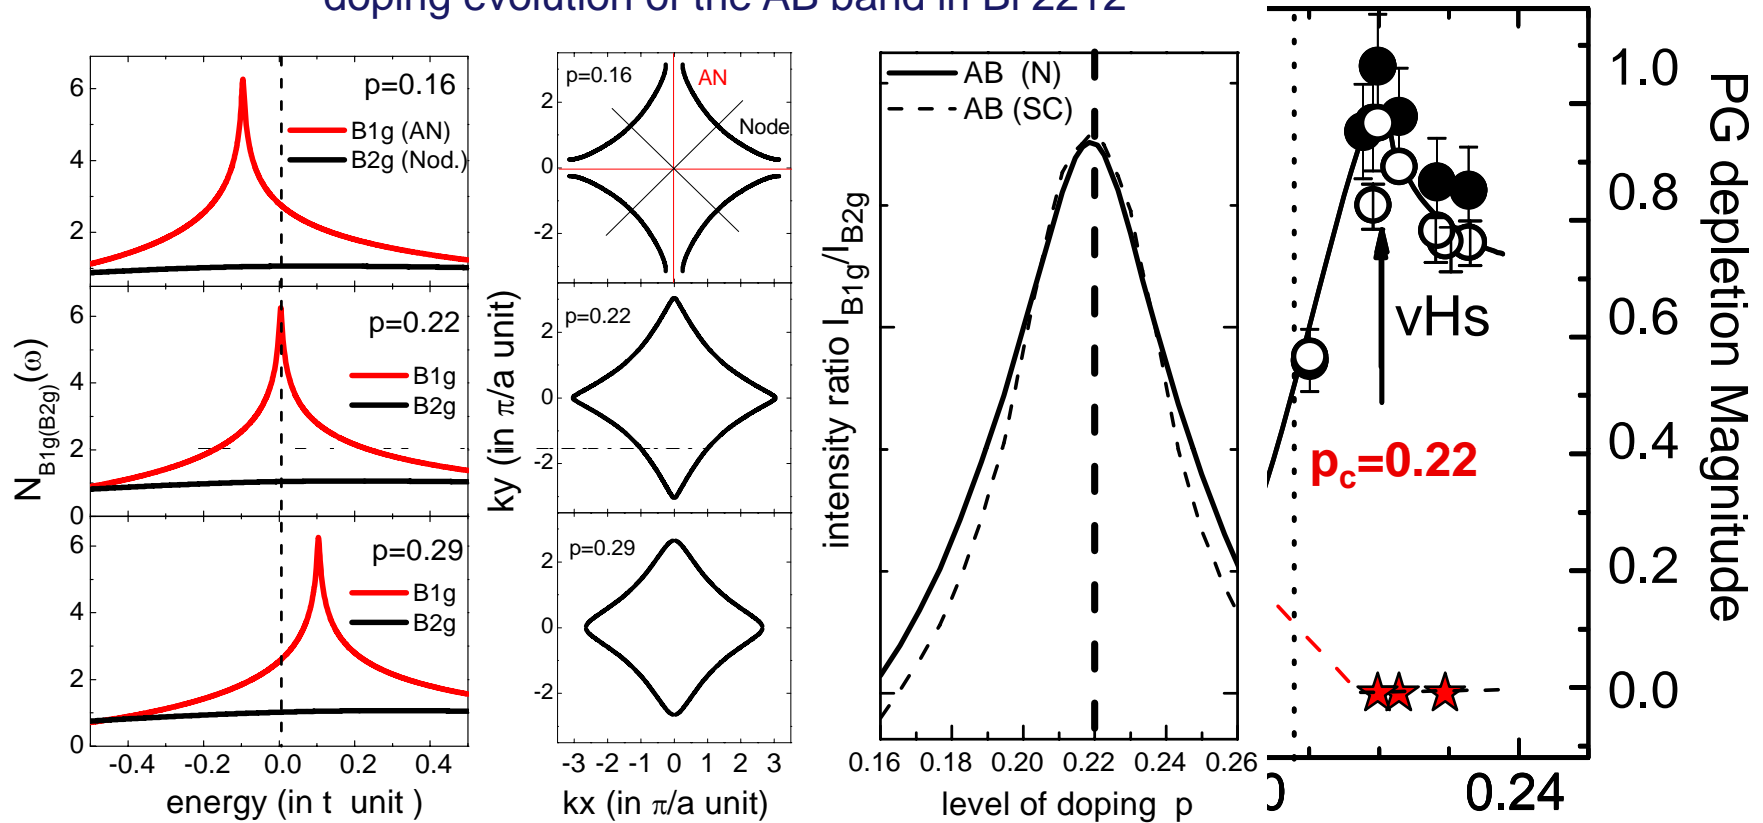 doping evolution of the AB band in Bi 2212
N_B1g(B2g)(ω)
6
4
2
p=0.16
B1g (AN)
B2g (Nod.)
6
4
2
0
p=0.22
B1g
B2g
6
4
2
0
p=0.29
B1g
B2g
-0.4 -0.2 0.0 0.2 0.4
energy (in t unit )
ky (in π/a unit)
2
0
-2
p=0.16
AN
Node
2
0
-2
p=0.22
2
0
-2
p=0.29
-3 -2 -1 0 1 2 3
kx (in π/a unit)
intensity ratio I_B1g/I_B2g
AB (N)
AB (SC)
0.16 0.18 0.20 0.22 0.24 0.26
level of doping p
vHs
p_c=0.22
1.0
0.8
0.6
0.4
0.2
0.0
0.24
PG depletion Magnitude